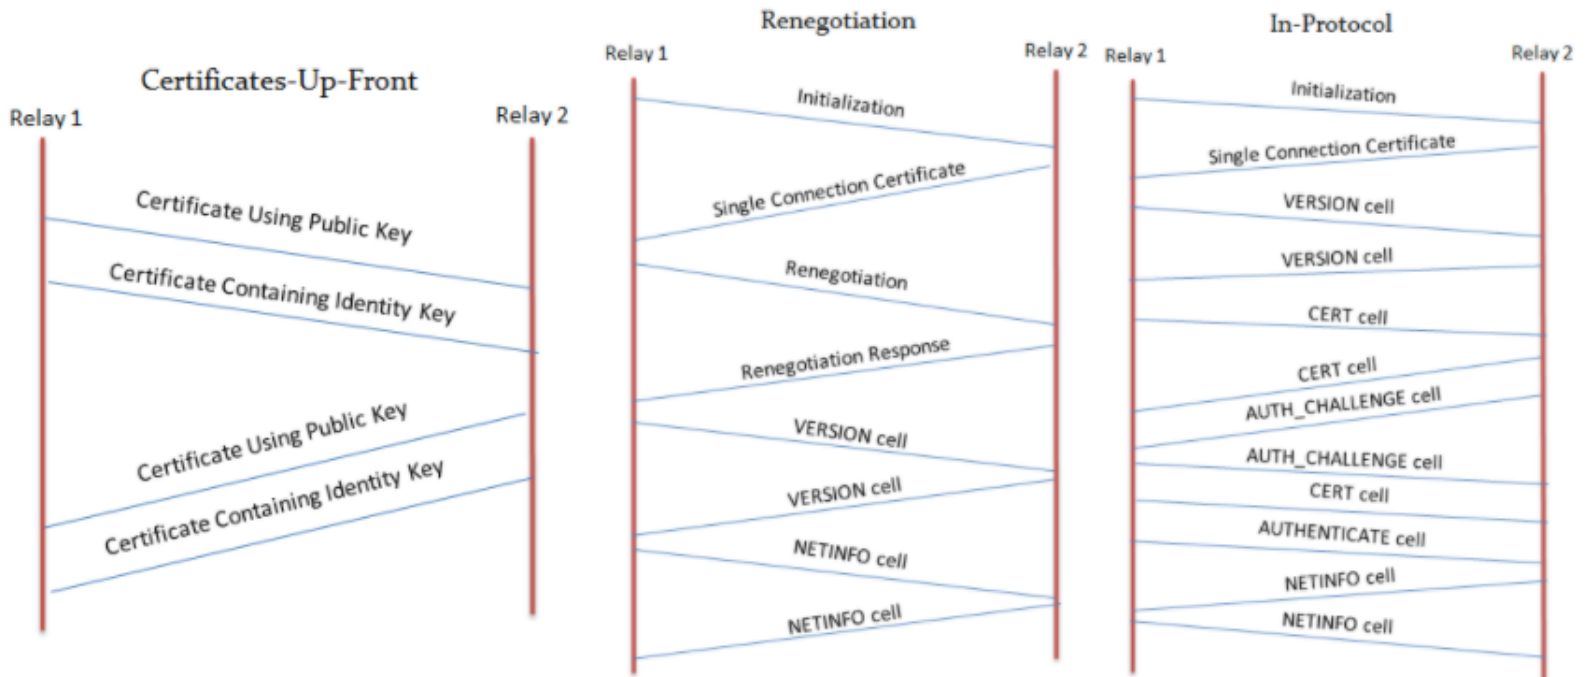 Certificates-Up-Front
Relay 1
Relay 2
Certificate Using Public Key
Certificate Containing Identity Key
Certificate Using Public Key
Certificate Containing Identity Key
Renegotiation
Relay 1
Relay 2
Initialization
Single Connection Certificate
Renegotiation
Renegotiation Response
VERSION cell
VERSION cell
NETINFO cell
NETINFO cell
In-Protocol
Relay 1
Relay 2
Initialization
Single Connection Certificate
VERSION cell
VERSION cell
CERT cell
CERT cell
AUTH_CHALLENGE cell
AUTH_CHALLENGE cell
CERT cell
AUTHENTICATE cell
NETINFO cell
NETINFO cell